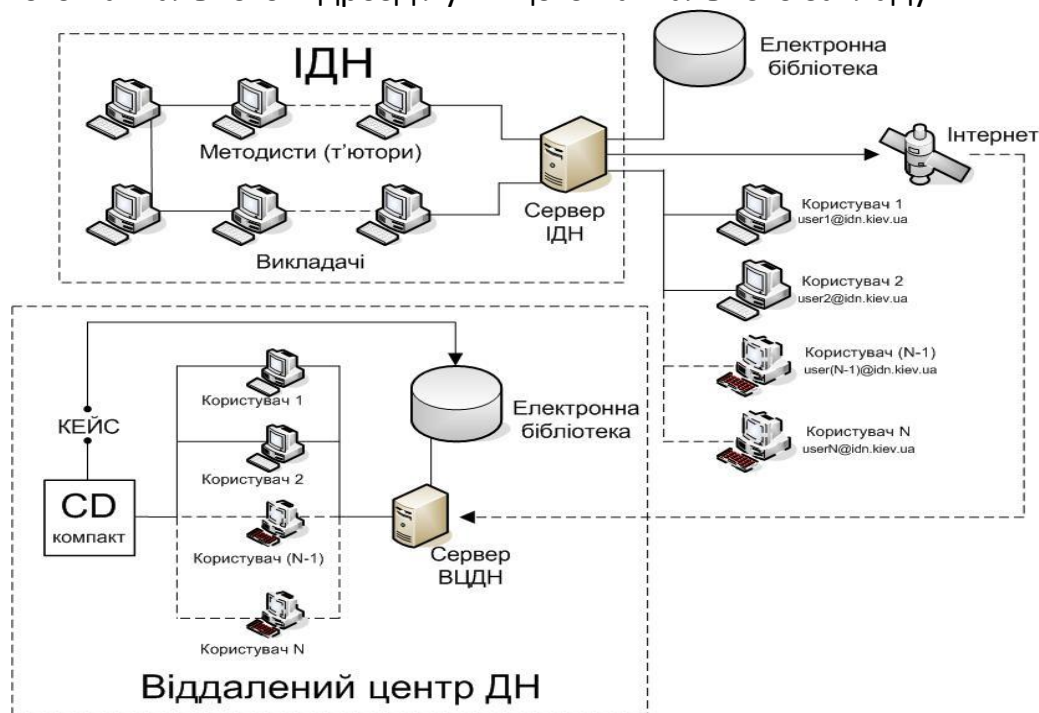 ІДН
Методисти (т’ютори)
Викладачі
Сервер
ІДН
Електронна
бібліотека
Інтернет
Користувач 1
user1@idn.kiev.ua
Користувач 2
user2@idn.kiev.ua
Користувач (N-1)
user(N-1)@idn.kiev.ua
Користувач N
userN@idn.kiev.ua
КЕЙС
CD
компакт
Користувач 1
Користувач 2
Користувач (N-1)
Користувач N
Електронна
бібліотека
Сервер
ВЦДН
Віддалений центр ДН